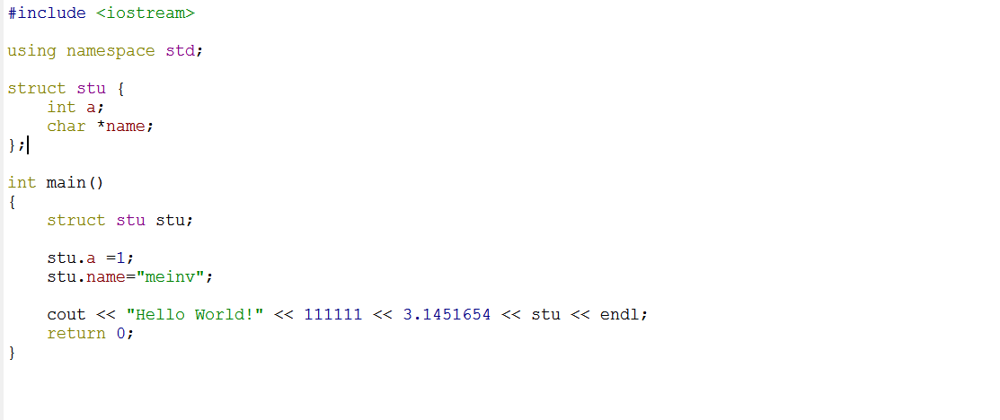 #include <iostream>
using namespace std;
struct stu {
int a;
char *name;
};
int main()
{
struct stu stu;
stu.a =1;
stu.name="meinv";
cout << "Hello World!" << 111111 << 3.1451654 << stu << endl;
return 0;
}